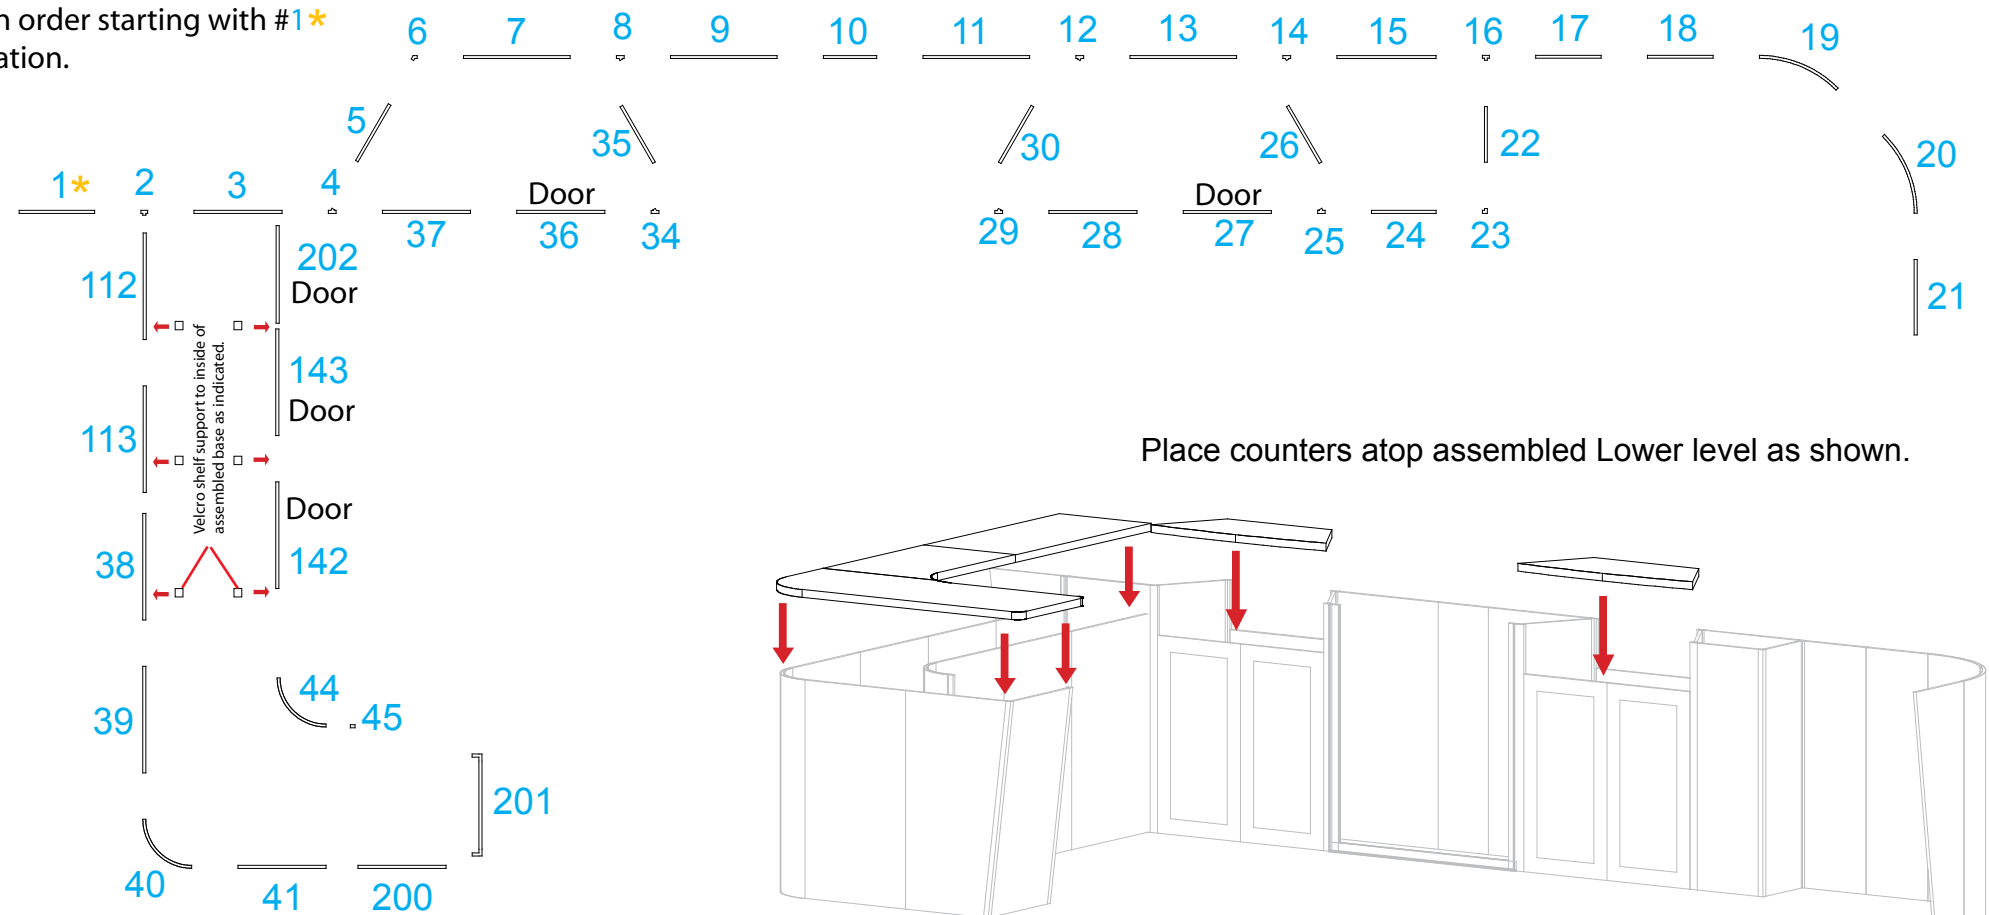 n order starting with #1*
ation.
6 7 8 9 10 11 12 13 14 15 16 17 18 19
5 35 30 26 22 20
1* 2 3 4 Door Door
37 36 34 29 28 27 25 24 23
112 202 21
Door
143
Door
113
Velcro shelf support to inside of
assembled base as indicated.
Door
38 142
Place counters atop assembled Lower level as shown.
44
39 45
201
40 41 200